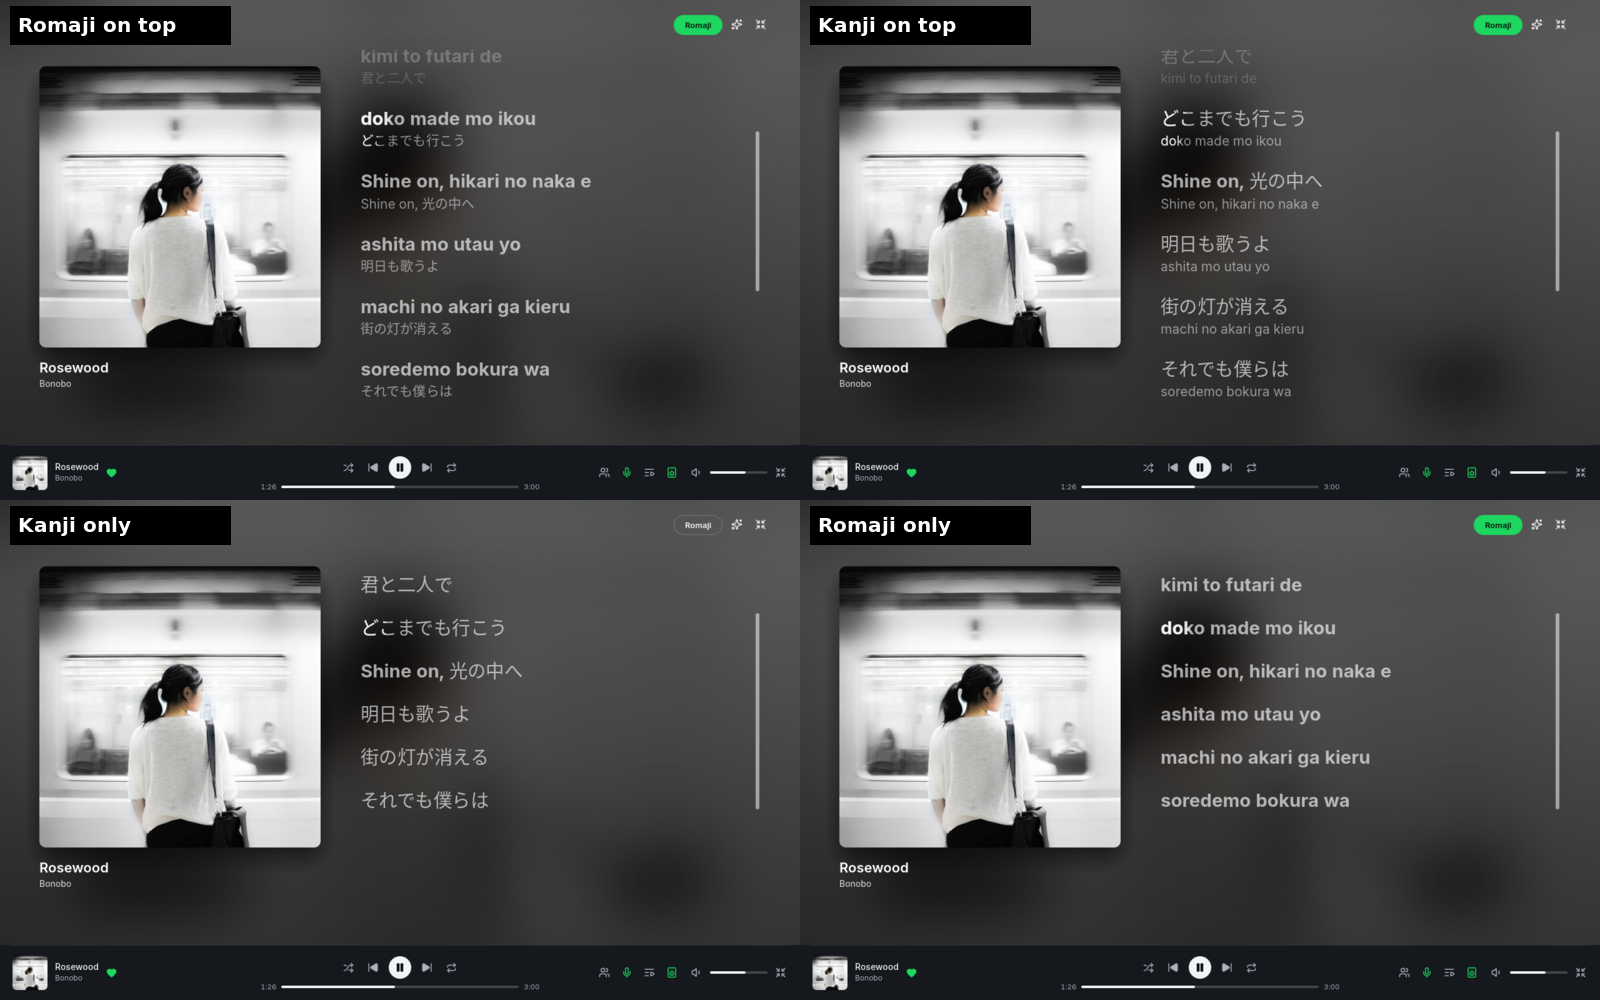 Romaji on top
Romaji
kimi to futari de
君と二人で
doko made mo ikou
どこまでも行こう
Shine on, hikari no naka e
Shine on, 光の中へ
ashita mo utau yo
明日も歌うよ
machi no akari ga kieru
街の灯が消える
soredemo bokura wa
それでも僕らは
Rosewood
Bonobo
Rosewood
Bonobo
1:26
3:00
Kanji on top
Romaji
君と二人で
kimi to futari de
どこまでも行こう
doko made mo ikou
Shine on, 光の中へ
Shine on, hikari no naka e
明日も歌うよ
ashita mo utau yo
街の灯が消える
machi no akari ga kieru
それでも僕らは
soredemo bokura wa
Rosewood
Bonobo
Rosewood
Bonobo
1:26
3:00
Kanji only
Romaji
君と二人で
どこまでも行こう
Shine on, 光の中へ
明日も歌うよ
街の灯が消える
それでも僕らは
Rosewood
Bonobo
Rosewood
Bonobo
1:26
3:00
Romaji only
Romaji
kimi to futari de
doko made mo ikou
Shine on, hikari no naka e
ashita mo utau yo
machi no akari ga kieru
soredemo bokura wa
Rosewood
Bonobo
Rosewood
Bonobo
1:26
3:00